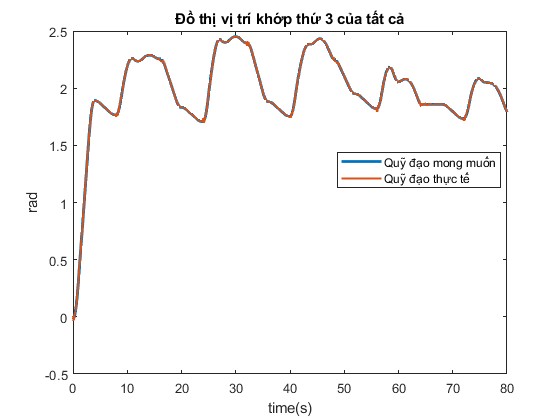 Đồ thị vị trí khớp thứ 3 của tất cả
2.5
2
1.5
1
0.5
0
-0.5
rad
Quỹ đạo mong muốn
Quỹ đạo thực tế
0 10 20 30 40 50 60 70 80
time(s)